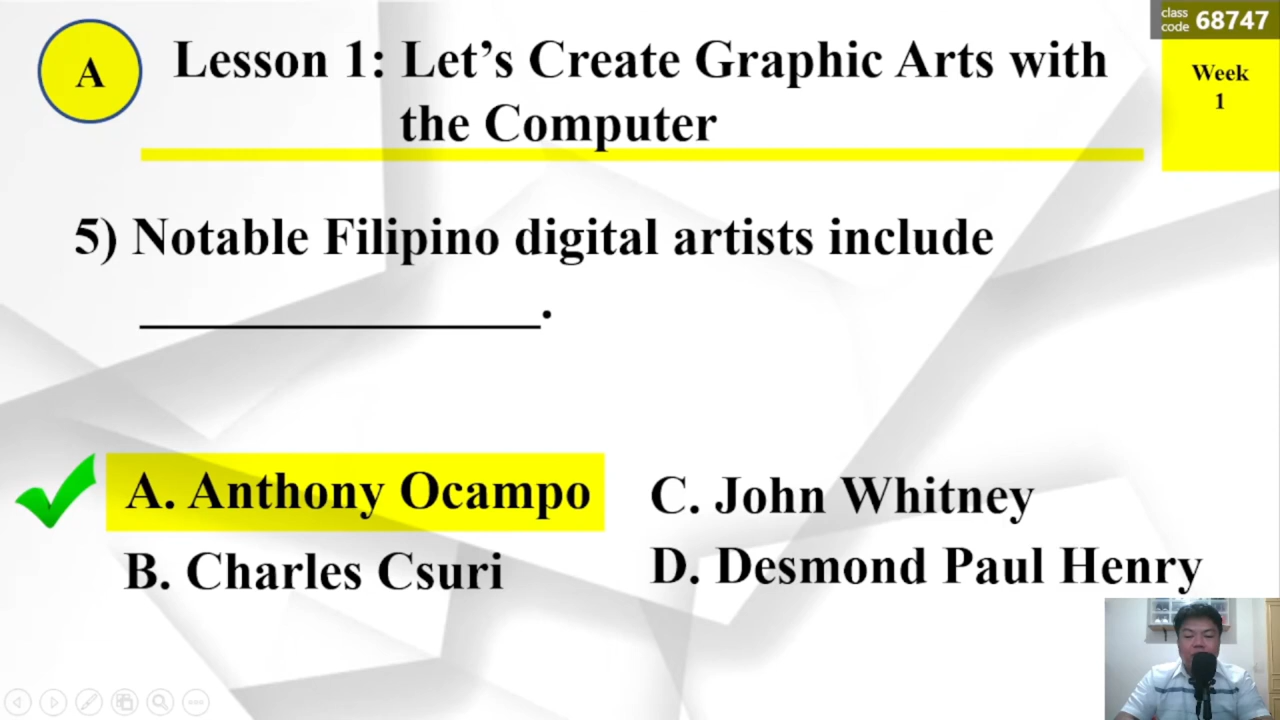 class
code 68747
A
Lesson 1: Let’s Create Graphic Arts with
the Computer
Week
1
5) Notable Filipino digital artists include
____________________.
A. Anthony Ocampo
B. Charles Csuri
C. John Whitney
D. Desmond Paul Henry